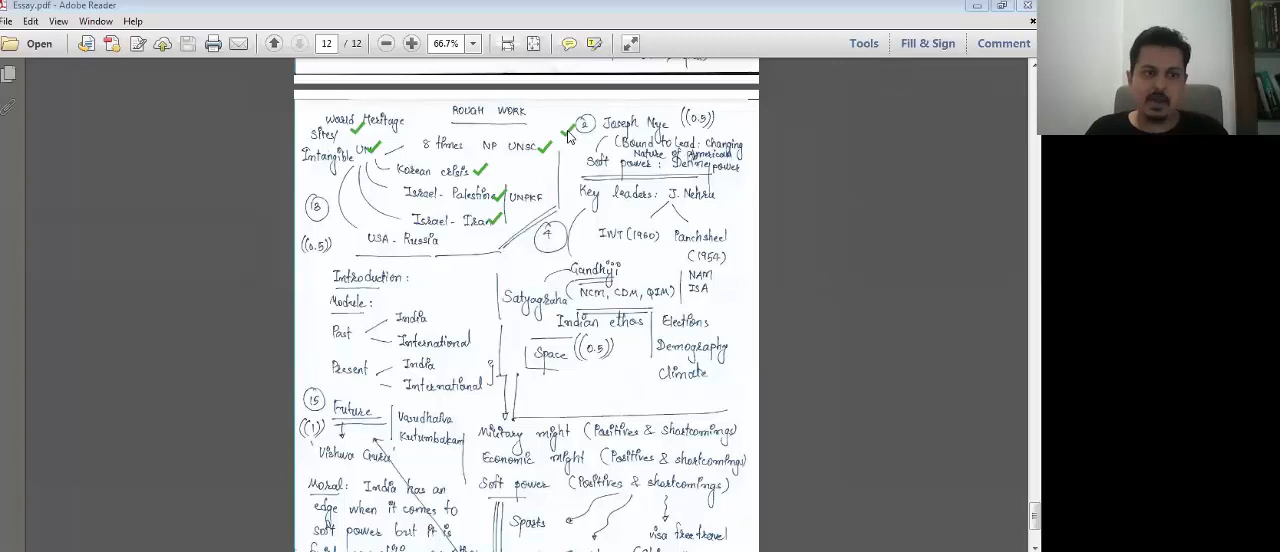 Essay.pdf - Adobe Reader
File Edit View Window Help
Open
12 / 12
66.7%
Tools Fill & Sign Comment
ROUGH WORK
World Heritage
Sites/
Intangible
UN
8 times NP UNSC
Korean crisis
Israel - Palestine
UNPKF
Israel - Iran
USA - Russia
18
((0.5))
2 Joseph Nye ((0.5))
(Bound to Lead: changing
Nature of American
power
Soft power: Define
Key leaders: J. Nehru
IWT (1960) Panchsheel
(1954)
4
NAM
ISA
Gandhiji
Satyagraha
(NCM, CDM, QIM)
Indian ethos
Elections
Demography
Climate
Space ((0.5))
Introduction:
Module:
Past
India
International
Present
India
International
15
Future
((1))
Vasudhaiva
Kutumbakam
'Vishwa Guru'
Military might (Positives & shortcomings)
Economic might (Positives & shortcomings)
Soft power (Positives & shortcomings)
Moral: India has an
edge when it comes to
soft power but it is
Sports
visa free travel